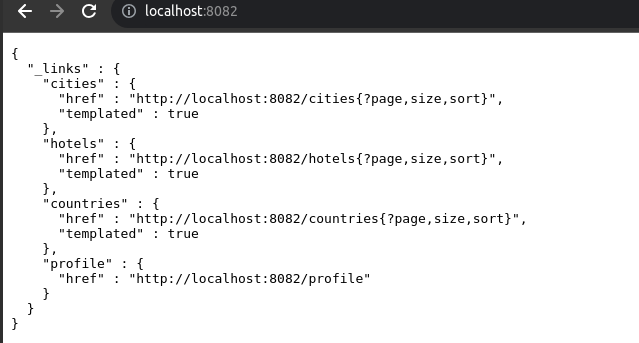 localhost:8082
{
  "_links" : {
    "cities" : {
      "href" : "http://localhost:8082/cities{?page,size,sort}",
      "templated" : true
    },
    "hotels" : {
      "href" : "http://localhost:8082/hotels{?page,size,sort}",
      "templated" : true
    },
    "countries" : {
      "href" : "http://localhost:8082/countries{?page,size,sort}",
      "templated" : true
    },
    "profile" : {
      "href" : "http://localhost:8082/profile"
    }
  }
}